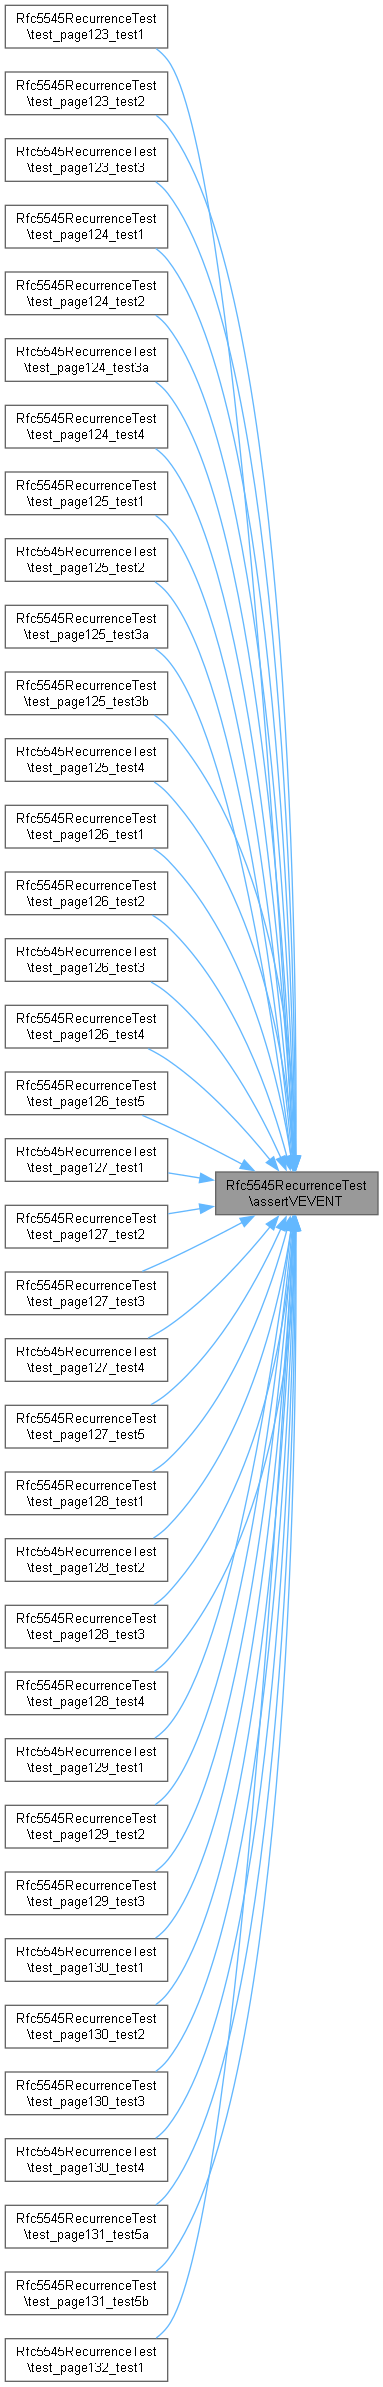 Rfc5545RecurrenceTest
\test_page123_test1
Rfc5545RecurrenceTest
\test_page123_test2
Rfc5545RecurrenceTest
\test_page123_test3
Rfc5545RecurrenceTest
\test_page124_test1
Rfc5545RecurrenceTest
\test_page124_test2
Rfc5545RecurrenceTest
\test_page124_test3a
Rfc5545RecurrenceTest
\test_page124_test4
Rfc5545RecurrenceTest
\test_page125_test1
Rfc5545RecurrenceTest
\test_page125_test2
Rfc5545RecurrenceTest
\test_page125_test3a
Rfc5545RecurrenceTest
\test_page125_test3b
Rfc5545RecurrenceTest
\test_page125_test4
Rfc5545RecurrenceTest
\test_page126_test1
Rfc5545RecurrenceTest
\test_page126_test2
Rfc5545RecurrenceTest
\test_page126_test3
Rfc5545RecurrenceTest
\test_page126_test4
Rfc5545RecurrenceTest
\test_page126_test5
Rfc5545RecurrenceTest
\test_page127_test1
Rfc5545RecurrenceTest
\assertVEVENT
Rfc5545RecurrenceTest
\test_page127_test2
Rfc5545RecurrenceTest
\test_page127_test3
Rfc5545RecurrenceTest
\test_page127_test4
Rfc5545RecurrenceTest
\test_page127_test5
Rfc5545RecurrenceTest
\test_page128_test1
Rfc5545RecurrenceTest
\test_page128_test2
Rfc5545RecurrenceTest
\test_page128_test3
Rfc5545RecurrenceTest
\test_page128_test4
Rfc5545RecurrenceTest
\test_page129_test1
Rfc5545RecurrenceTest
\test_page129_test2
Rfc5545RecurrenceTest
\test_page129_test3
Rfc5545RecurrenceTest
\test_page130_test1
Rfc5545RecurrenceTest
\test_page130_test2
Rfc5545RecurrenceTest
\test_page130_test3
Rfc5545RecurrenceTest
\test_page130_test4
Rfc5545RecurrenceTest
\test_page131_test5a
Rfc5545RecurrenceTest
\test_page131_test5b
Rfc5545RecurrenceTest
\test_page132_test1